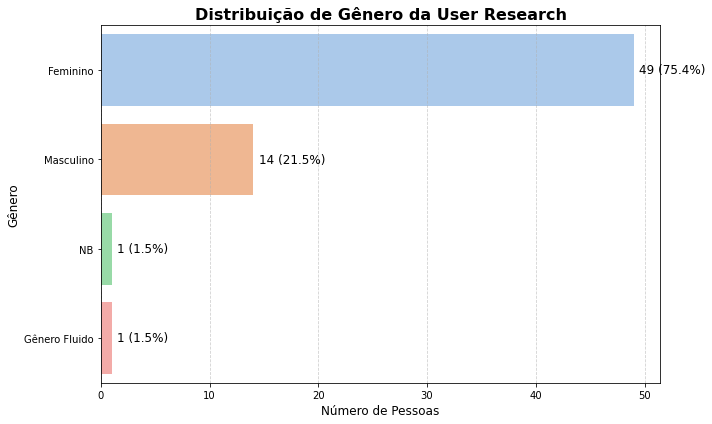 Distribuição de Gênero da User Research
Feminino
49 (75.4%)
Masculino
14 (21.5%)
NB
1 (1.5%)
Gênero Fluido
1 (1.5%)
Gênero
0 10 20 30 40 50
Número de Pessoas